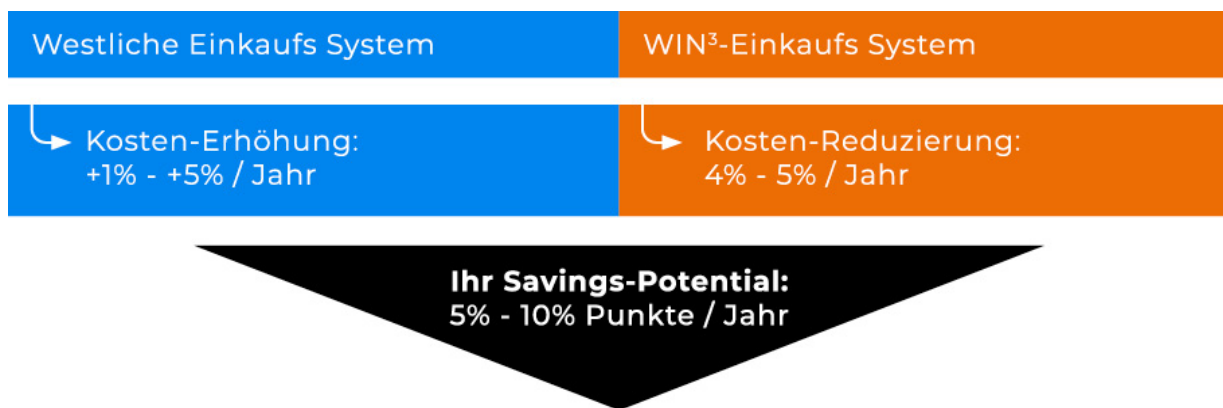 Westliche Einkaufs System
WIN³-Einkaufs System
Kosten-Erhöhung:
+1% - +5% / Jahr
Kosten-Reduzierung:
4% - 5% / Jahr
Ihr Savings-Potential:
5% - 10% Punkte / Jahr